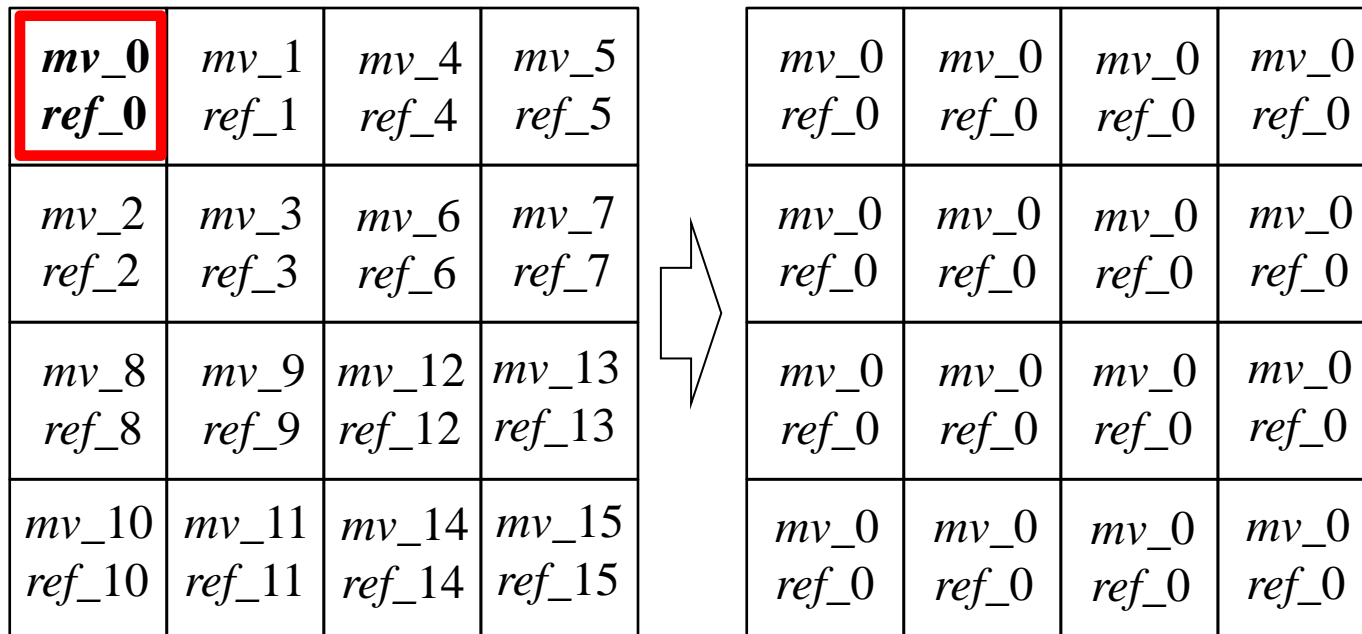 mv_0 mv_1 mv_4 mv_5 mv_0 mv_0 mv_0 mv_0
ref_0 ref_1 ref_4 ref_5 ref_0 ref_0 ref_0 ref_0
mv_2 mv_3 mv_6 mv_7 mv_0 mv_0 mv_0 mv_0
ref_2 ref_3 ref_6 ref_7 ref_0 ref_0 ref_0 ref_0
mv_8 mv_9 mv_12 mv_13 mv_0 mv_0 mv_0 mv_0
ref_8 ref_9 ref_12 ref_13 ref_0 ref_0 ref_0 ref_0
mv_10 mv_11 mv_14 mv_15 mv_0 mv_0 mv_0 mv_0
ref_10 ref_11 ref_14 ref_15 ref_0 ref_0 ref_0 ref_0